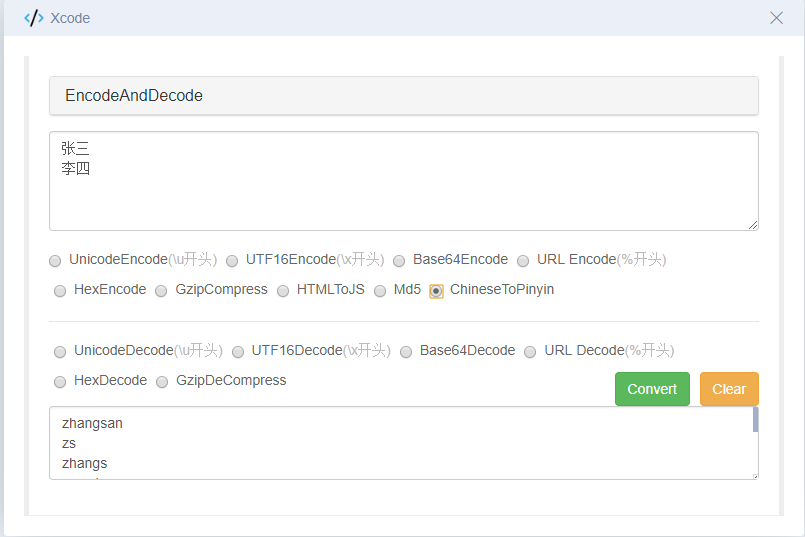 Xcode
EncodeAndDecode
张三
李四
UnicodeEncode(\u开头) UTF16Encode(\x开头) Base64Encode URL Encode(%开头)
HexEncode GzipCompress HTMLToJS Md5 ChineseToPinyin
UnicodeDecode(\u开头) UTF16Decode(\x开头) Base64Decode URL Decode(%开头)
HexDecode GzipDeCompress
Convert Clear
zhangsan
zs
zhangs